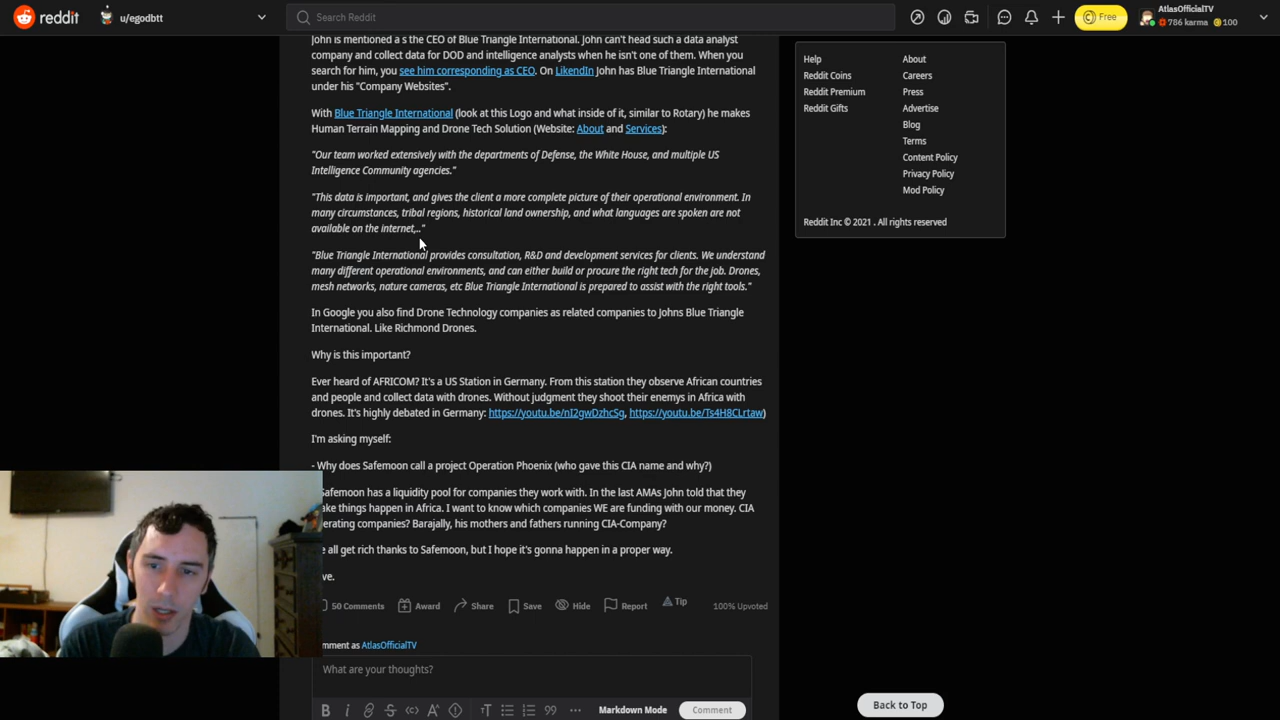 reddit
u/egodbtt
Search Reddit
Free
AtlasOfficialTV
786 karma 100
John is mentioned a s the CEO of Blue Triangle International. John can't head such a data analyst
company and collect data for DOD and intelligence analysts when he isn't one of them. When you
search for him, you see him corresponding as CEO. On LikendIn John has Blue Triangle International
under his "Company Websites".
With Blue Triangle International (look at this Logo and what inside of it, similar to Rotary) he makes
Human Terrain Mapping and Drone Tech Solution (Website: About and Services):
"Our team worked extensively with the departments of Defense, the White House, and multiple US
Intelligence Community agencies."
"This data is important, and gives the client a more complete picture of their operational environment. In
many circumstances, tribal regions, historical land ownership, and what languages are spoken are not
available on the internet,.."
"Blue Triangle International provides consultation, R&D and development services for clients. We understand
many different operational environments, and can either build or procure the right tech for the job. Drones,
mesh networks, nature cameras, etc Blue Triangle International is prepared to assist with the right tools."
In Google you also find Drone Technology companies as related companies to Johns Blue Triangle
International. Like Richmond Drones.
Why is this important?
Ever heard of AFRICOM? It's a US Station in Germany. From this station they observe African countries
and people and collect data with drones. Without judgment they shoot their enemys in Africa with
drones. It's highly debated in Germany: https://youtu.be/nI2gwDzhcSg, https://youtu.be/Ts4H8CLrtaw)
I'm asking myself:
- Why does Safemoon call a project Operation Phoenix (who gave this CIA name and why?)
Safemoon has a liquidity pool for companies they work with. In the last AMAs John told that they
ke things happen in Africa. I want to know which companies WE are funding with our money. CIA
erating companies? Barajally, his mothers and fathers running CIA-Company?
e all get rich thanks to Safemoon, but I hope it's gonna happen in a proper way.
ve.
50 Comments Award Share Save Hide Report Tip 100% Upvoted
mment as AtlasOfficialTV
What are your thoughts?
Markdown Mode Comment
Help About
Reddit Coins Careers
Reddit Premium Press
Reddit Gifts Advertise
Blog
Terms
Content Policy
Privacy Policy
Mod Policy
Reddit Inc © 2021 . All rights reserved
Back to Top